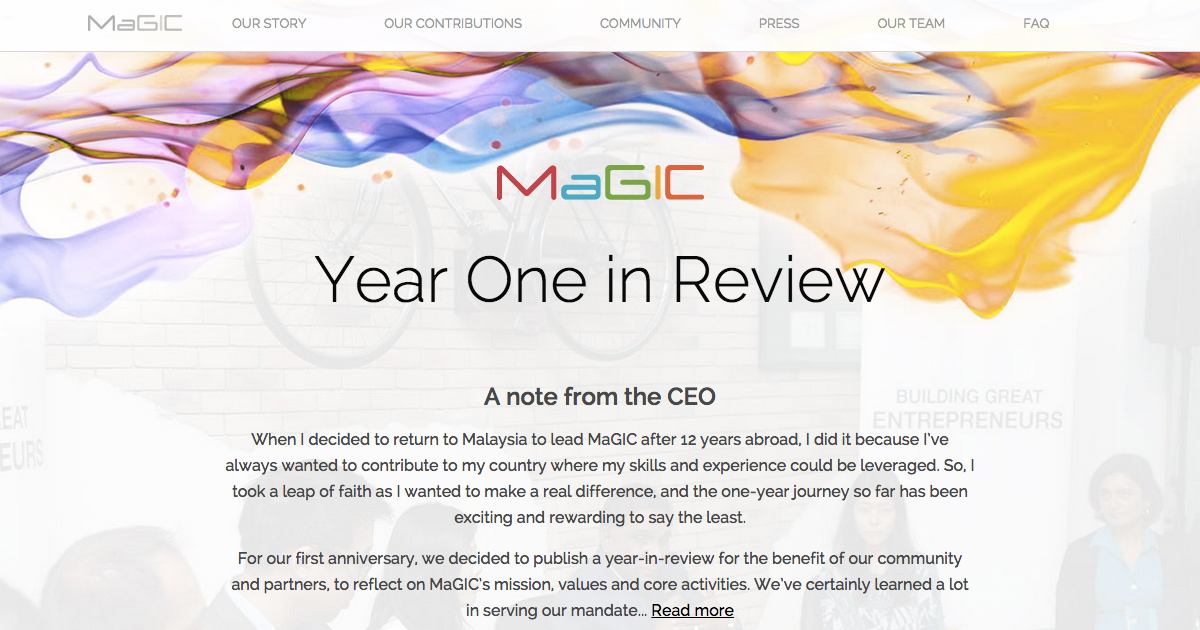 MaGIC OUR STORY OUR CONTRIBUTIONS COMMUNITY PRESS OUR TEAM FAQ
MaGIC
Year One in Review
A note from the CEO
BUILDING GREAT
ENTREPRENEURS
EAT
EURS
When I decided to return to Malaysia to lead MaGIC after 12 years abroad, I did it because I've
always wanted to contribute to my country where my skills and experience could be leveraged. So, I
took a leap of faith as I wanted to make a real difference, and the one-year journey so far has been
exciting and rewarding to say the least.
For our first anniversary, we decided to publish a year-in-review for the benefit of our community
and partners, to reflect on MaGIC's mission, values and core activities. We've certainly learned a lot
in serving our mandate... Read more